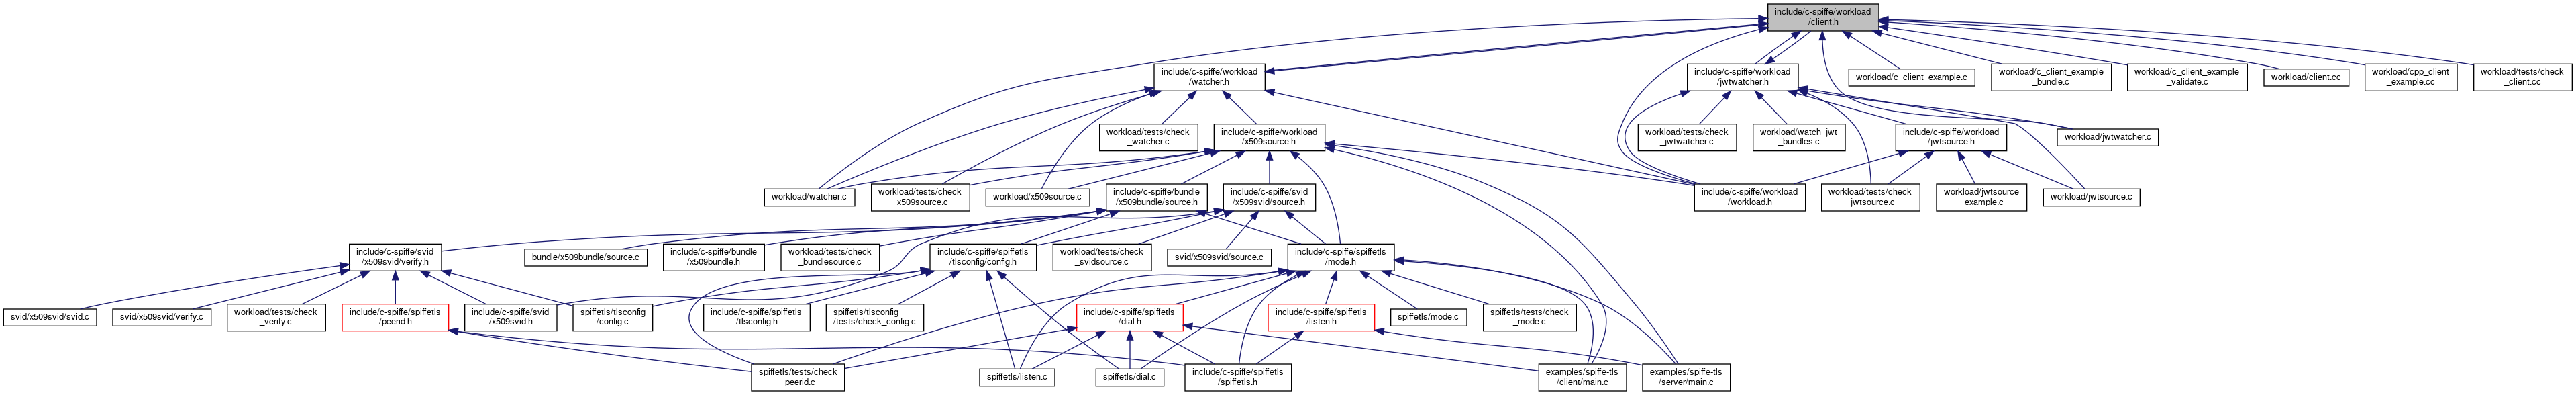 include/c-spiffe/workload
/client.h
include/c-spiffe/workload
/watcher.h
include/c-spiffe/workload
/jwtwatcher.h
workload/c_client_example.c
workload/c_client_example
_bundle.c
workload/c_client_example
_validate.c
workload/client.cc
workload/cpp_client
_example.cc
workload/tests/check
_client.cc
workload/tests/check
_watcher.c
include/c-spiffe/workload
/x509source.h
workload/tests/check
_jwtwatcher.c
workload/watch_jwt
_bundles.c
include/c-spiffe/workload
/jwtsource.h
workload/jwtwatcher.c
workload/watcher.c
workload/tests/check
_x509source.c
workload/x509source.c
include/c-spiffe/bundle
/x509bundle/source.h
include/c-spiffe/svid
/x509svid/source.h
include/c-spiffe/workload
/workload.h
workload/tests/check
_jwtsource.c
workload/jwtsource
_example.c
workload/jwtsource.c
include/c-spiffe/svid
/x509svid/verify.h
bundle/x509bundle/source.c
include/c-spiffe/bundle
/x509bundle.h
workload/tests/check
_bundlesource.c
include/c-spiffe/spiffetls
/tlsconfig/config.h
workload/tests/check
_svidsource.c
svid/x509svid/source.c
include/c-spiffe/spiffetls
/mode.h
svid/x509svid/svid.c
svid/x509svid/verify.c
workload/tests/check
_verify.c
include/c-spiffe/spiffetls
/peerid.h
include/c-spiffe/svid
/x509svid.h
spiffetls/tlsconfig
/config.c
include/c-spiffe/spiffetls
/tlsconfig.h
spiffetls/tlsconfig
/tests/check_config.c
include/c-spiffe/spiffetls
/dial.h
include/c-spiffe/spiffetls
/listen.h
spiffetls/mode.c
spiffetls/tests/check
_mode.c
spiffetls/tests/check
_peerid.c
spiffetls/listen.c
spiffetls/dial.c
include/c-spiffe/spiffetls
/spiffetls.h
examples/spiffe-tls
/client/main.c
examples/spiffe-tls
/server/main.c